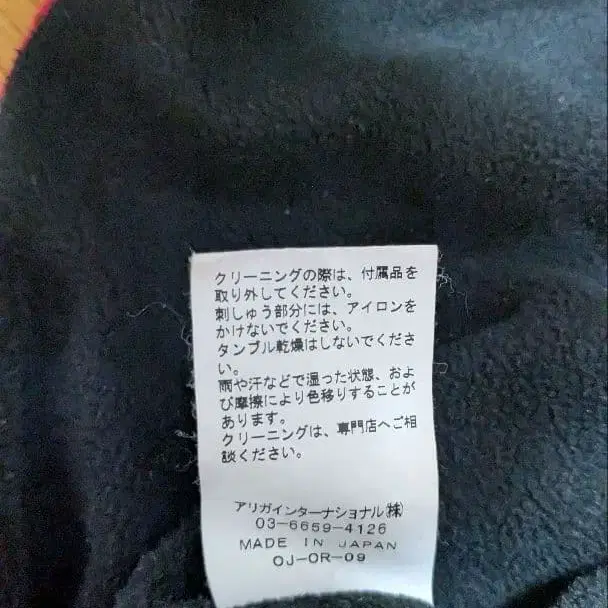 クリーニングの際は、付属品を
取り外してください。
刺しゅう部分には、アイロンを
かけないでください。
タンブル乾燥はしないでくださ
い。
雨や汗などで湿った状態、およ
び摩擦により色移りすることが
あります。
クリーニングは、専門店へご相
談ください。
アリガインターナショナル(株)
03-6659-4126
MADE IN JAPAN
OJ-OR-09